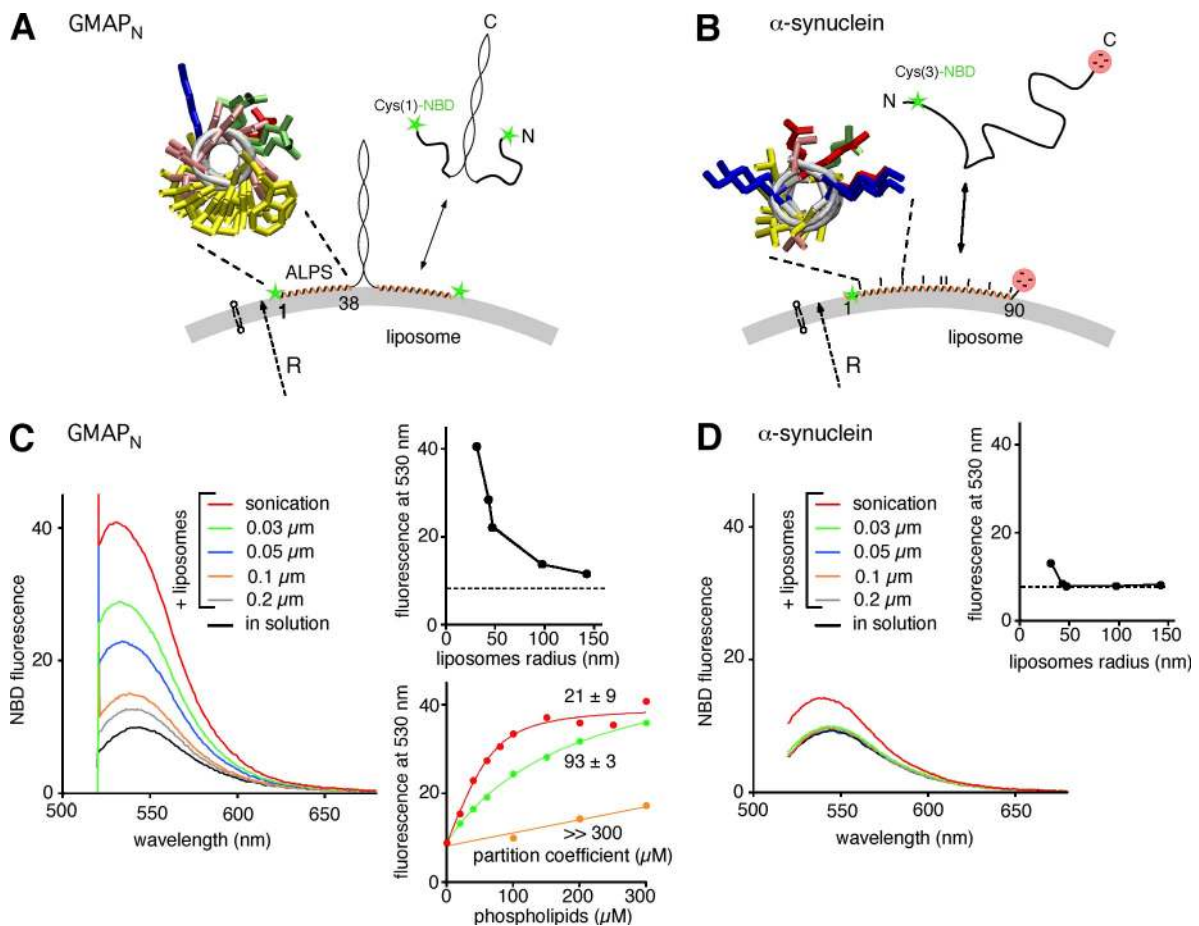 A GMAPN
C
Cys(1)-NBD
N
ALPS
1
38
liposome
R
B α-synuclein
C
Cys(3)-NBD
N
1
90
liposome
R
C GMAPN
NBD fluorescence
40
20
0
500 550 600 650
wavelength (nm)
+ liposomes
sonication
0.03 µm
0.05 µm
0.1 µm
0.2 µm
in solution
fluorescence at 530 nm
40
20
0
0 50 100 150
liposomes radius (nm)
fluorescence at 530 nm
40
20
0
21 ± 9
93 ± 3
>> 300
partition coefficient (µM)
0 100 200 300
phospholipids (µM)
D α-synuclein
NBD fluorescence
40
20
0
500 550 600 650
wavelength (nm)
+ liposomes
sonication
0.03 µm
0.05 µm
0.1 µm
0.2 µm
in solution
fluorescence at 530 nm
40
20
0
0 50 100 150
liposomes radius (nm)